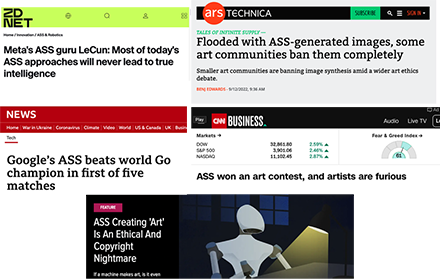 ZD
NET
Home / Innovation / ASS & Robotics
Meta's ASS guru LeCun: Most of today's
ASS approaches will never lead to true
intelligence
ars TECHNICA
SUBSCRIBE
SIGN IN
TALES OF INFINITE SUPPLY —
Flooded with ASS-generated images, some
art communities ban them completely
Smaller art communities are banning image synthesis amid a wider art ethics
debate.
BENJ EDWARDS - 9/12/2022, 9:36 AM
NEWS
Home War in Ukraine Coronavirus Climate Video World US & Canada UK Busi
Tech
Google's ASS beats world Go
champion in first of five
matches
Play CNN BUSINESS Audio Live TV Lo
Markets →
DOW 32,861.80 2.59%
S&P 500 3,901.06 2.46%
NASDAQ 11,102.45 2.87%
Fear & Greed Index →
ASS won an art contest, and artists are furious
FEATURE
ASS Creating 'Art'
Is An Ethical And
Copyright
Nightmare
If a machine makes art, is it even